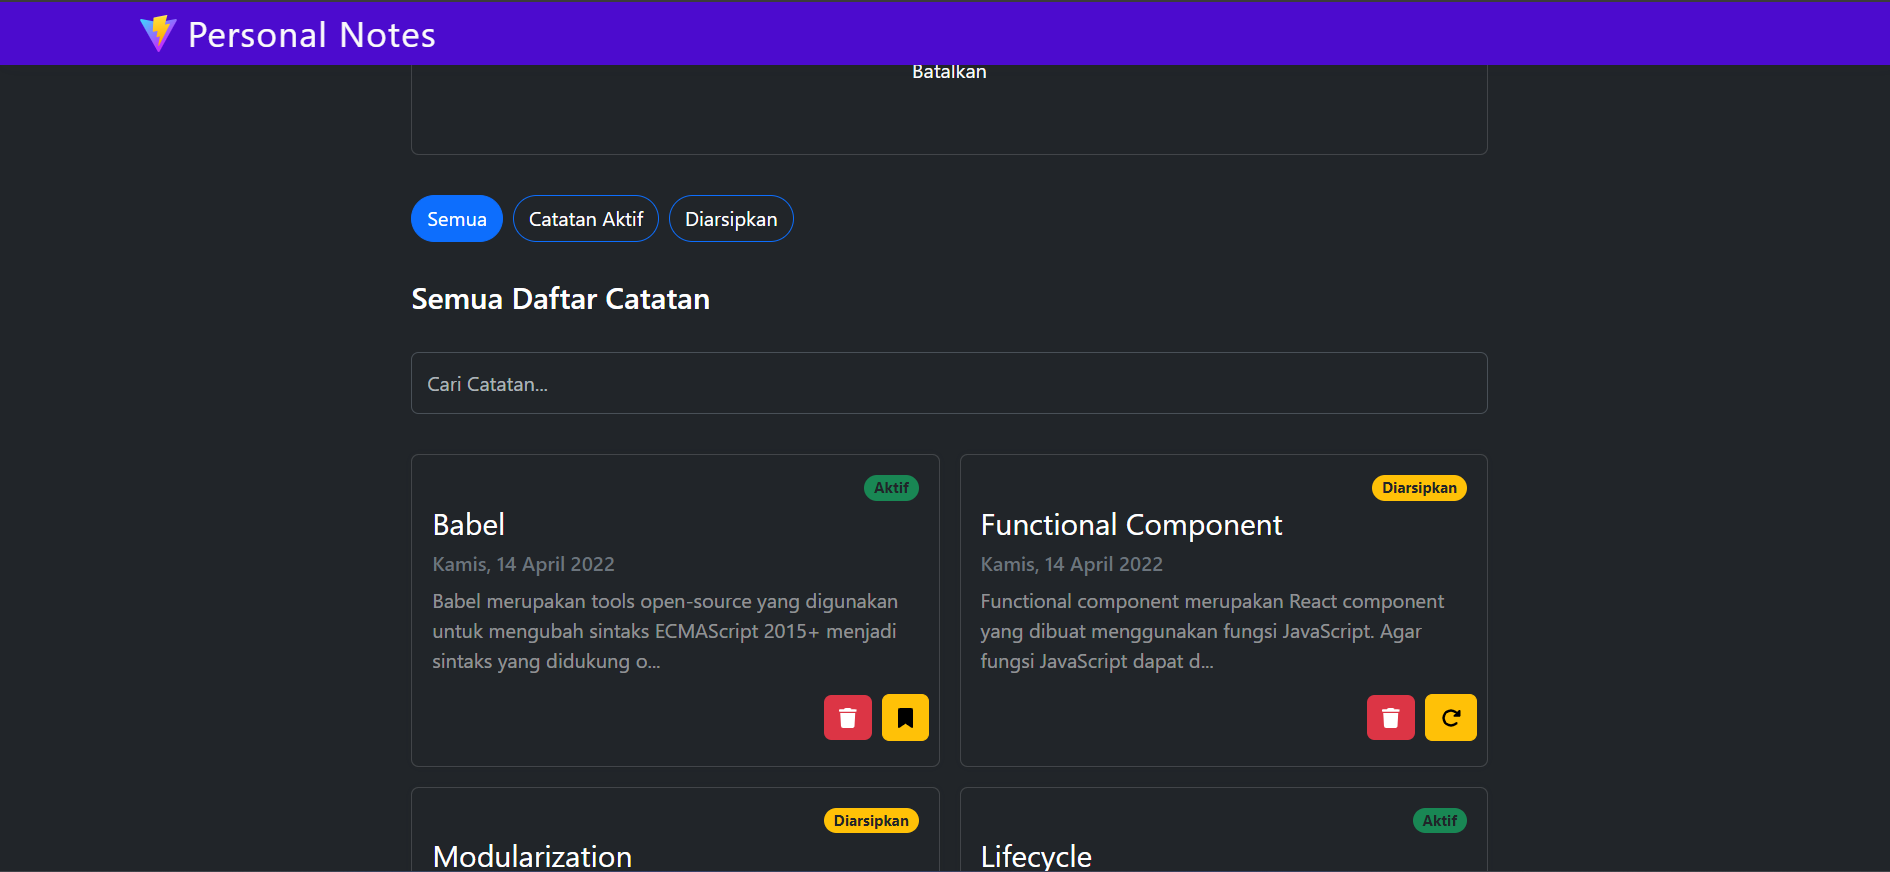 Personal Notes
Batalkan
Semua
Catatan Aktif
Diarsipkan
Semua Daftar Catatan
Cari Catatan...
Aktif
Babel
Kamis, 14 April 2022
Babel merupakan tools open-source yang digunakan
untuk mengubah sintaks ECMAScript 2015+ menjadi
sintaks yang didukung o...
Diarsipkan
Functional Component
Kamis, 14 April 2022
Functional component merupakan React component
yang dibuat menggunakan fungsi JavaScript. Agar
fungsi JavaScript dapat d...
Diarsipkan
Modularization
Aktif
Lifecycle